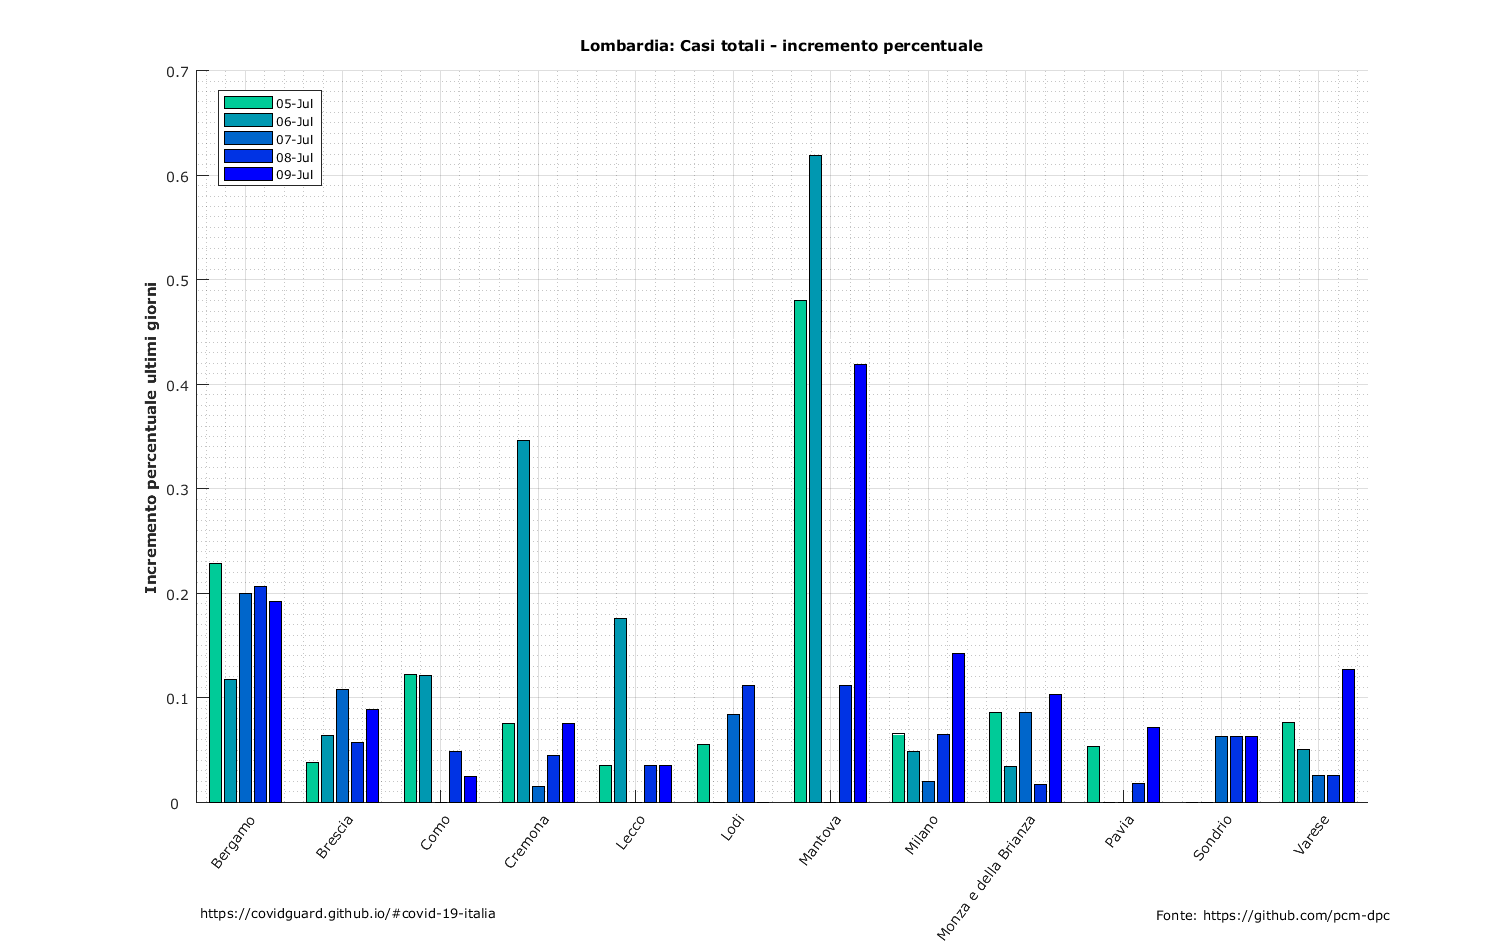 Lombardia: Casi totali - incremento percentuale
0.7
0.6
0.5
0.4
0.3
0.2
0.1
0
Incremento percentuale ultimi giorni
05-Jul
06-Jul
07-Jul
08-Jul
09-Jul
Bergamo
Brescia
Como
Cremona
Lecco
Lodi
Mantova
Milano
Monza e della Brianza
Pavia
Sondrio
Varese
https://covidguard.github.io/#covid-19-italia
Fonte: https://github.com/pcm-dpc